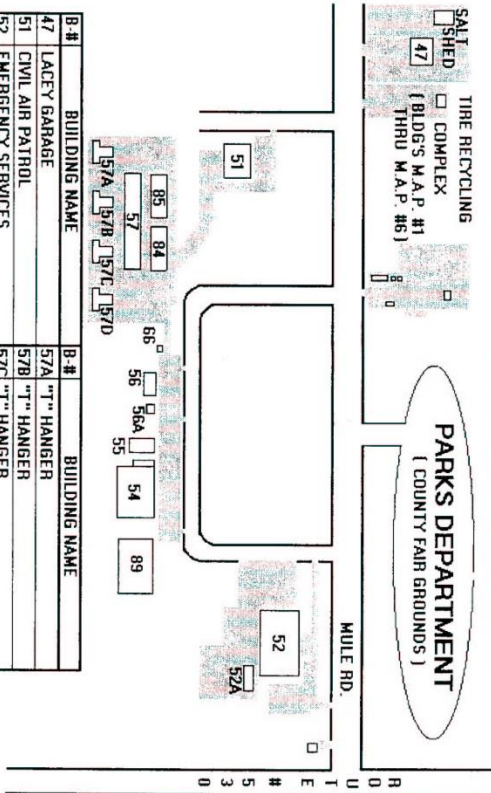 SALT
SHED
47
TIRE RECYCLING
COMPLEX
( BLDG'S M.A.P. #1
THRU M.A.P. #6 )
PARKS DEPARTMENT
( COUNTY FAIR GROUNDS )
MULE RD.
ROUTE # 530
51
85
84
57
57A
57B
57C
57D
66
56
56A
55
54
89
52
52A
B-# BUILDING NAME B-# BUILDING NAME
47 LACEY GARAGE 57A "T" HANGER
51 CIVIL AIR PATROL 57B "T" HANGER
52 EMERGENCY SERVICES 57C "T" HANGER